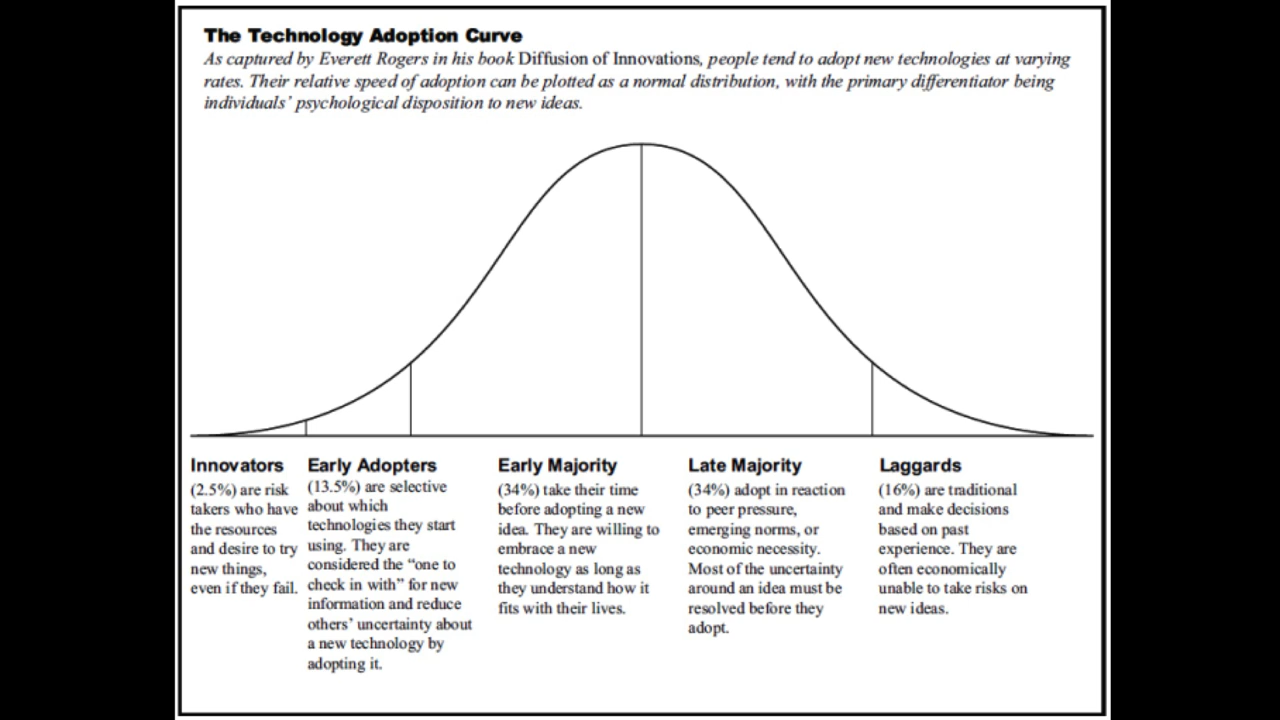 The Technology Adoption Curve
As captured by Everett Rogers in his book Diffusion of Innovations, people tend to adopt new technologies at varying
rates. Their relative speed of adoption can be plotted as a normal distribution, with the primary differentiator being
individuals' psychological disposition to new ideas.
Innovators
(2.5%) are risk
takers who have
the resources
and desire to try
new things,
even if they fail.
Early Adopters
(13.5%) are selective
about which
technologies they start
using. They are
considered the “one to
check in with” for new
information and reduce
others’ uncertainty about
a new technology by
adopting it.
Early Majority
(34%) take their time
before adopting a new
idea. They are willing to
embrace a new
technology as long as
they understand how it
fits with their lives.
Late Majority
(34%) adopt in reaction
to peer pressure,
emerging norms, or
economic necessity.
Most of the uncertainty
around an idea must be
resolved before they
adopt.
Laggards
(16%) are traditional
and make decisions
based on past
experience. They are
often economically
unable to take risks on
new ideas.